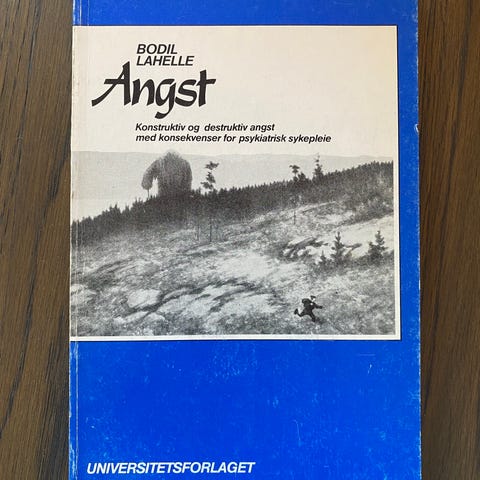 BODIL
LAHELLE
Angst
Konstruktiv og destruktiv angst
med konsekvenser for psykiatrisk sykepleie
UNIVERSITETSFORLAGET